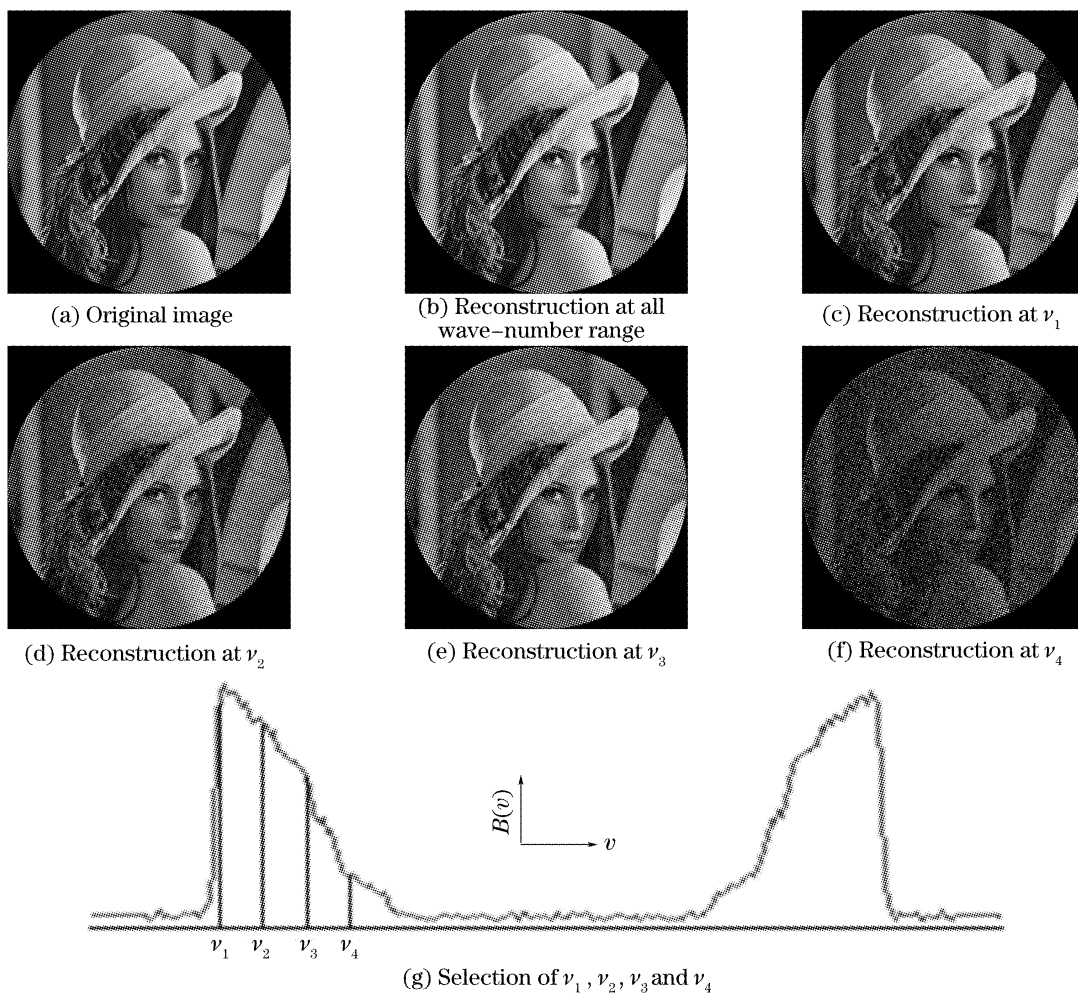 (a) Original image
(b) Reconstruction at all
wave−number range
(c) Reconstruction at ν₁
(d) Reconstruction at ν₂
(e) Reconstruction at ν₃
(f) Reconstruction at ν₄
B(v)
v
ν₁ ν₂ ν₃ ν₄
(g) Selection of ν₁ , ν₂, ν₃ and ν₄